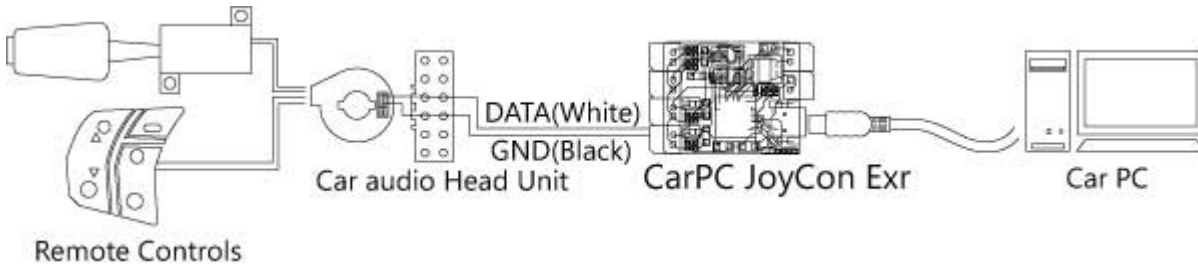 DATA(White)
GND(Black)
Car audio Head Unit
CarPC JoyCon Exr
Car PC
Remote Controls